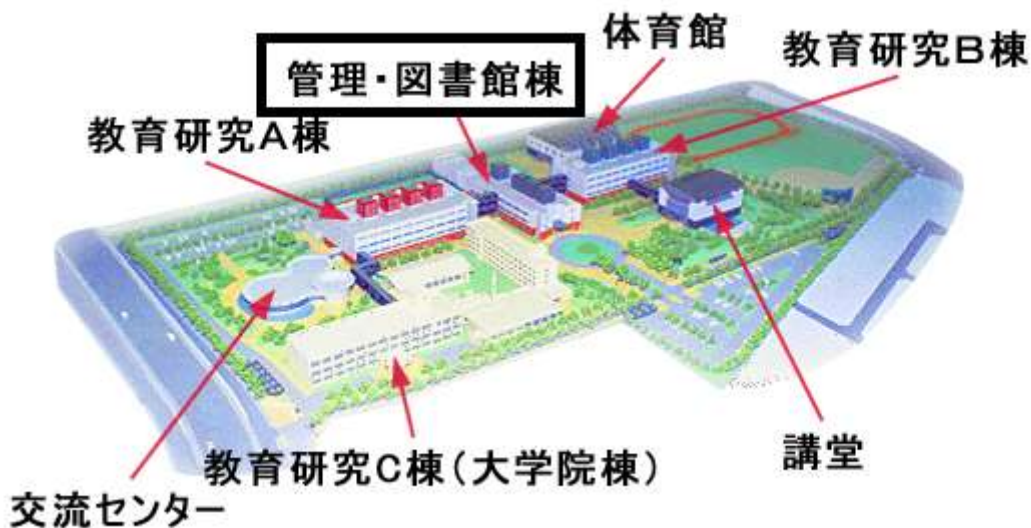 体育館
教育研究B棟
管理・図書館棟
教育研究A棟
講堂
教育研究C棟(大学院棟)
交流センター